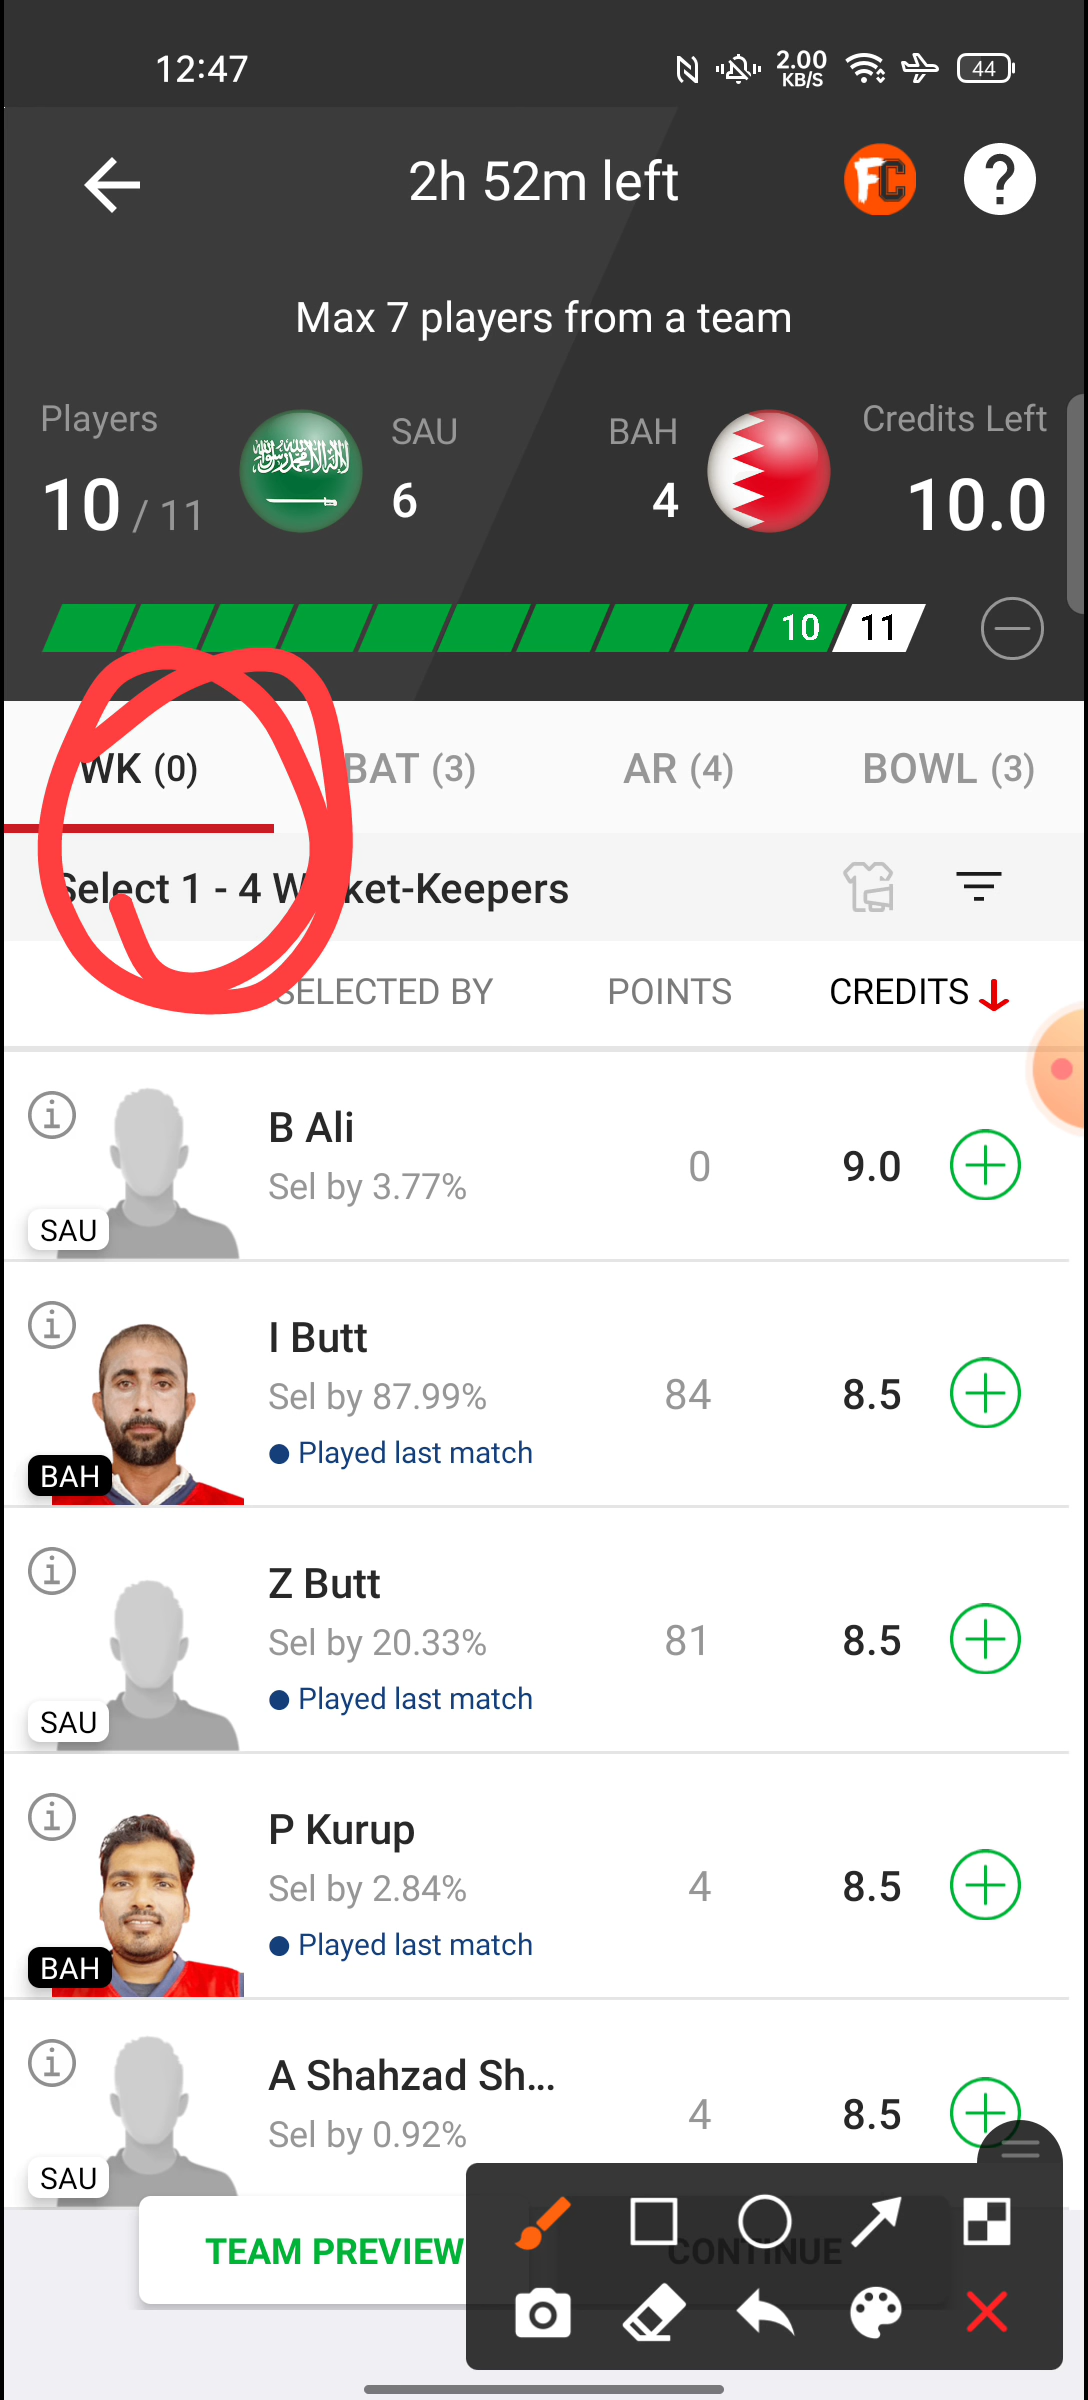 12:47
2.00
KB/S
44
2h 52m left
FC
?
Max 7 players from a team
Players
SAU
BAH
Credits Left
10 / 11
6
4
10.0
10
11
WK (0)
BAT (3)
AR (4)
BOWL (3)
Select 1 - 4 Wicket-Keepers
SELECTED BY
POINTS
CREDITS
B Ali
Sel by 3.77%
0
9.0
SAU
I Butt
Sel by 87.99%
84
8.5
Played last match
BAH
Z Butt
Sel by 20.33%
81
8.5
Played last match
SAU
P Kurup
Sel by 2.84%
4
8.5
Played last match
BAH
A Shahzad Sh...
Sel by 0.92%
4
8.5
SAU
TEAM PREVIEW
CONTINUE